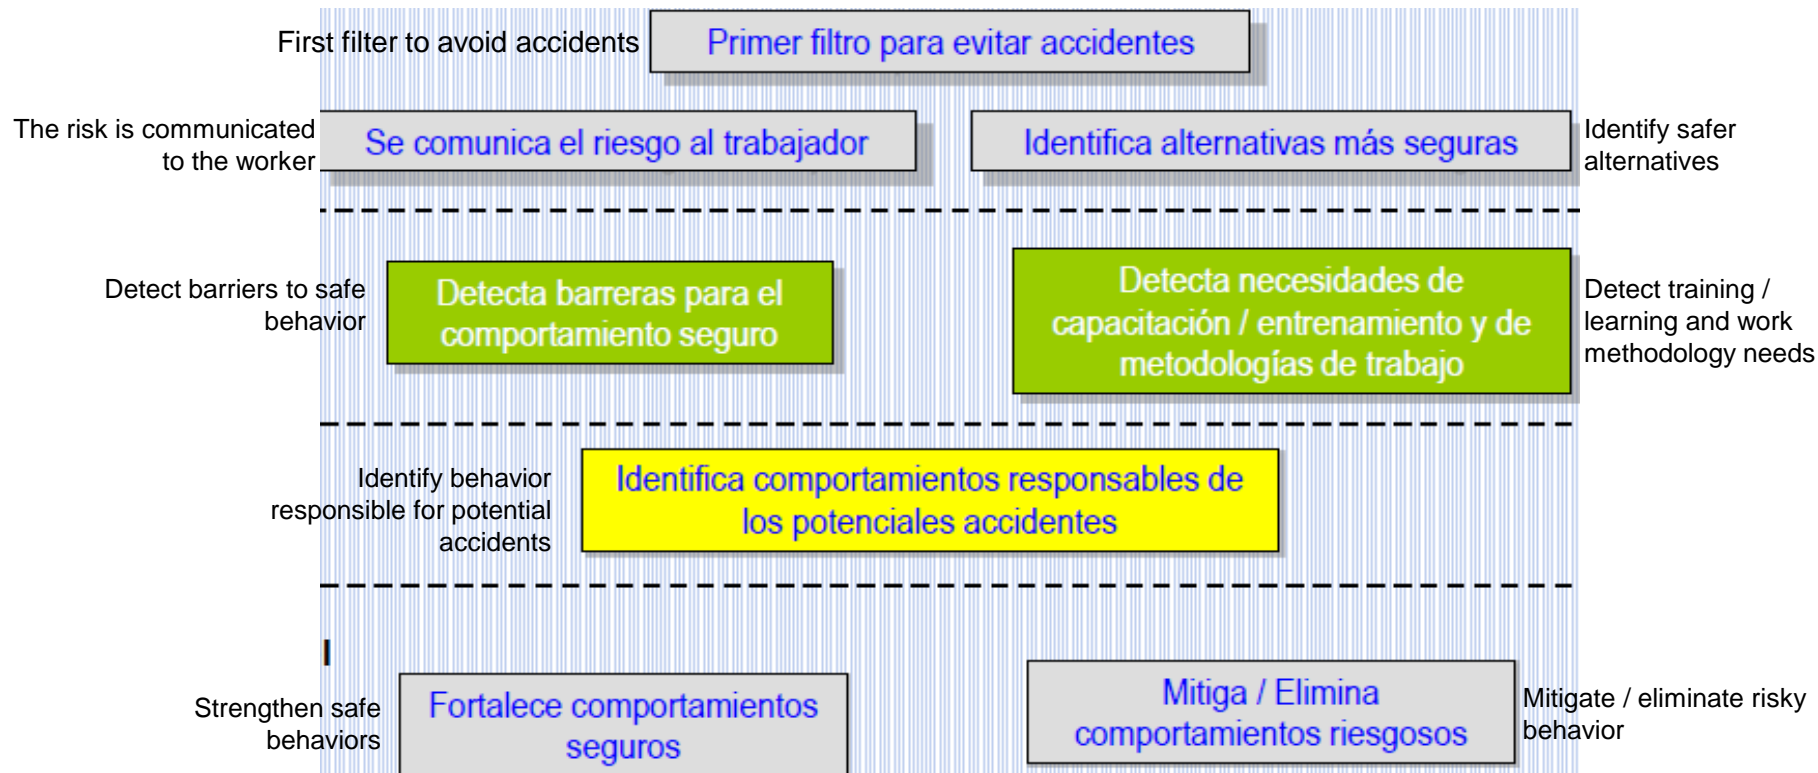 First filter to avoid accidents
Primer filtro para evitar accidentes
The risk is communicated
to the worker
Se comunica el riesgo al trabajador
Identifica alternativas más seguras
Identify safer
alternatives
Detect barriers to safe
behavior
Detecta barreras para el
comportamiento seguro
Detecta necesidades de
capacitación / entrenamiento y de
metodologías de trabajo
Detect training /
learning and work
methodology needs
Identify behavior
responsible for potential
accidents
Identifica comportamientos responsables de
los potenciales accidentes
Strengthen safe
behaviors
Fortalece comportamientos
seguros
Mitiga / Elimina
comportamientos riesgosos
Mitigate / eliminate risky
behavior